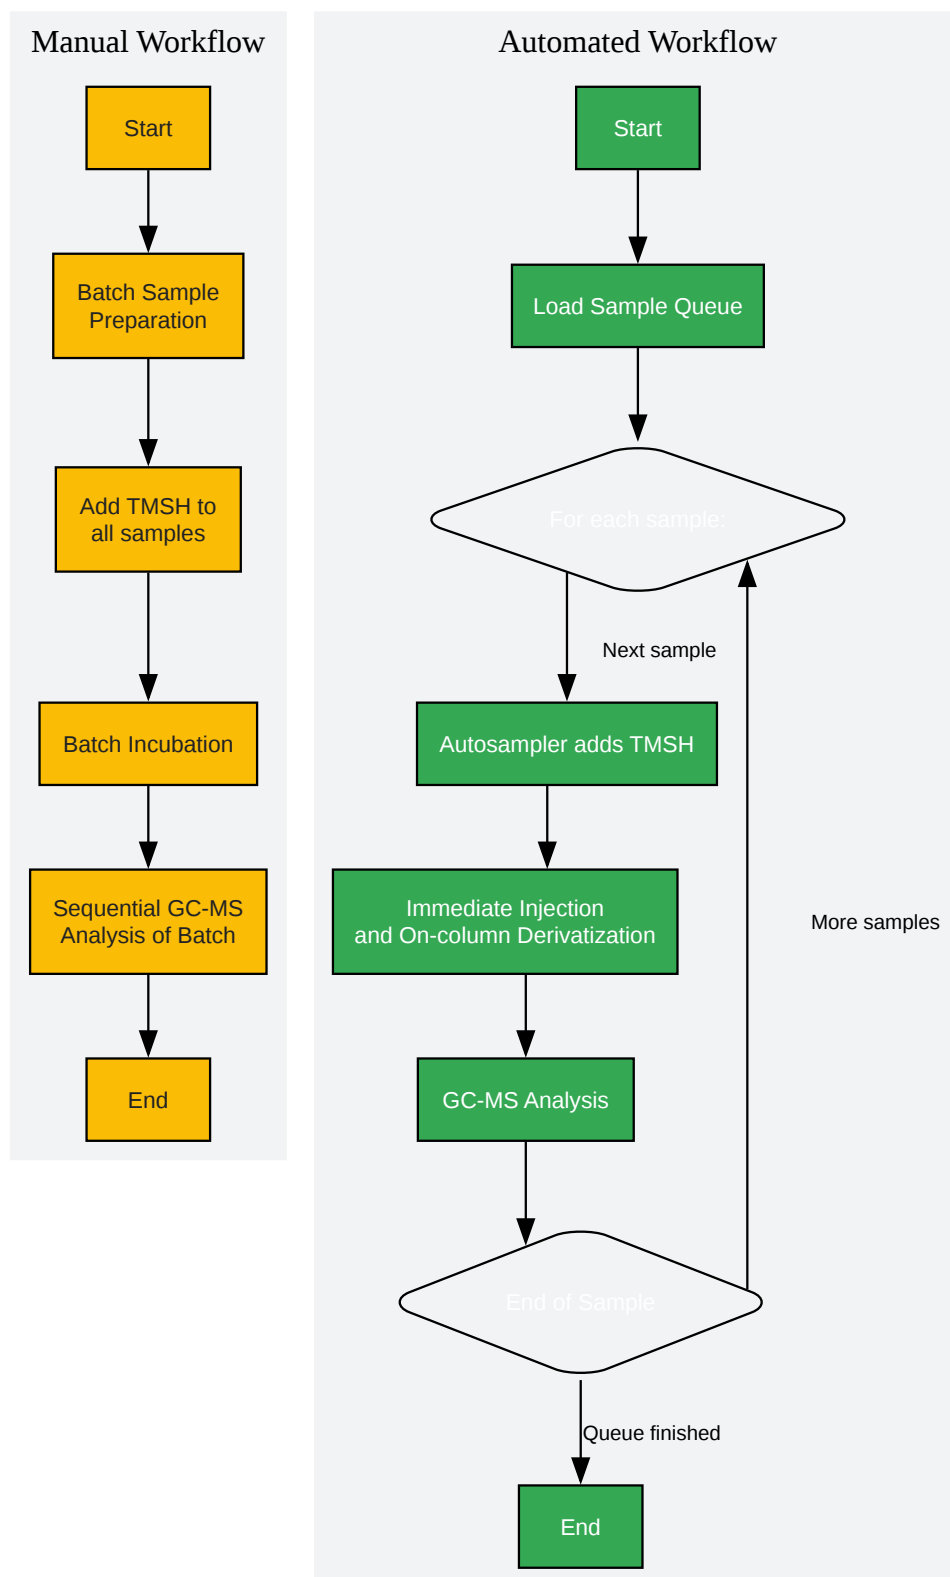 Manual Workflow
Start
Batch Sample
Preparation
Add TMSH to
all samples
Batch Incubation
Sequential GC-MS
Analysis of Batch
End
Automated Workflow
Start
Load Sample Queue
For each sample:
Next sample
Autosampler adds TMSH
Immediate Injection
and On-column Derivatization
More samples
GC-MS Analysis
End of Sample
Queue finished
End